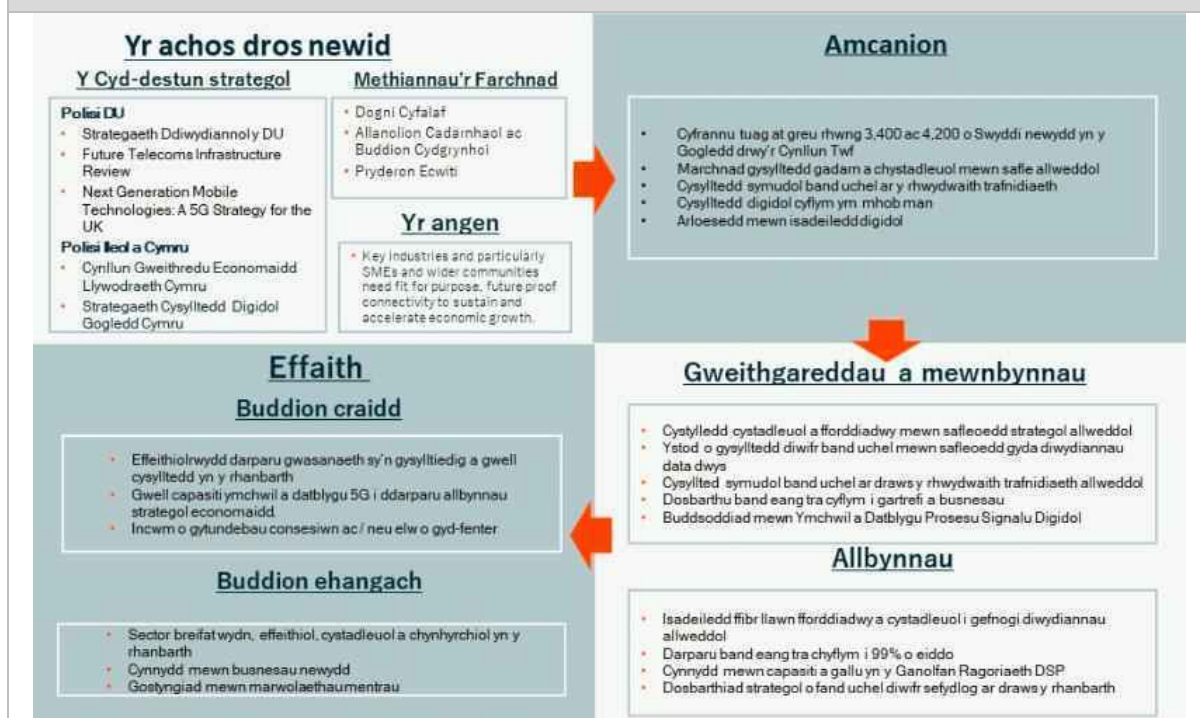 Yr achos dros newid
Y Cyd-destun strategol
Polisi DU
• Strategaeth Ddiwydiannol y DU
• Future Telecoms Infrastructure
Review
• Next Generation Mobile
Technologies: A 5G Strategy for the
UK
Polisi lleol a Cymru
• Cynllun Gweithredu Economaidd
Llywodraeth Cymru
• Strategaeth Cysylltedd Digidol
Gogledd Cymru
Methiannau'r Farchnad
• Dogni Cyfalaf
• Allanolion Cadarnhaol ac
Buddion Cydgrynhoi
• Pryderon Ecwiti
Yr angen
• Key industries and particularly
SMEs and wider communities
need fit for purpose, future proof
connectivity to sustain and
accelerate economic growth.
Amcanion
• Cyfrannu tuag at greu rhwng 3,400 ac 4,200 o Swyddi newydd yn y
Gogledd drwy'r Cynllun Twf
• Marchnad gysylltedd gadarn a chystadleuol mewn safle allweddol
• Cysylltedd symudol band uchel ar y rhwydwaith trafnidiaeth
• Cysylltedd digidol cyflym ym mhob man
• Arloesedd mewn isadeiledd digidol
Gweithgareddau a mewnbynnau
• Cystylledd cystadleuol a fforddiadwy mewn safleoedd strategol allweddol
• Ystod o gysylltedd diwifr band uchel mewn safleoedd gyda diwydiannau
data dwys
• Cysyllted symudol band uchel ar draws y rhwydwaith trafnidiaeth allweddol
• Dosbarthu band eang tra cyflym i gartrefi a busnesau
• Buddsoddiad mewn Ymchwil a Datblygu Prosesu Signalu Digidol
Allbynnau
• Isadeiledd ffibr llawn fforddiadwy a cystadleuol i gefnogi diwydiannau
allweddol
• Darparu band eang tra chyflym i 99% o eiddo
• Cynnydd mewn capasiti a gallu yn y Ganolfan Ragoriaeth DSP
• Dosbarthiad strategol o fand uchel diwifr sefydlog ar draws y rhanbarth
Effaith
Buddion craidd
• Effeithiolrwydd darparu gwasanaeth sy'n gysylltiedig a gwell
cysylltedd yn y rhanbarth
• Gwell capasiti ymchwil a datblygu 5G i ddarparu allbynnau
strategol economaidd
• Incwm o gytundebau consesiwn ac / neu elw o gyd-fenter
Buddion ehangach
• Sector breifat wydn, effeithiol, cystadleuol a chynhyrchiol yn y
rhanbarth
• Cynnydd mewn busnesau newydd
• Gostyngiad mewn marwolaethau mentrau